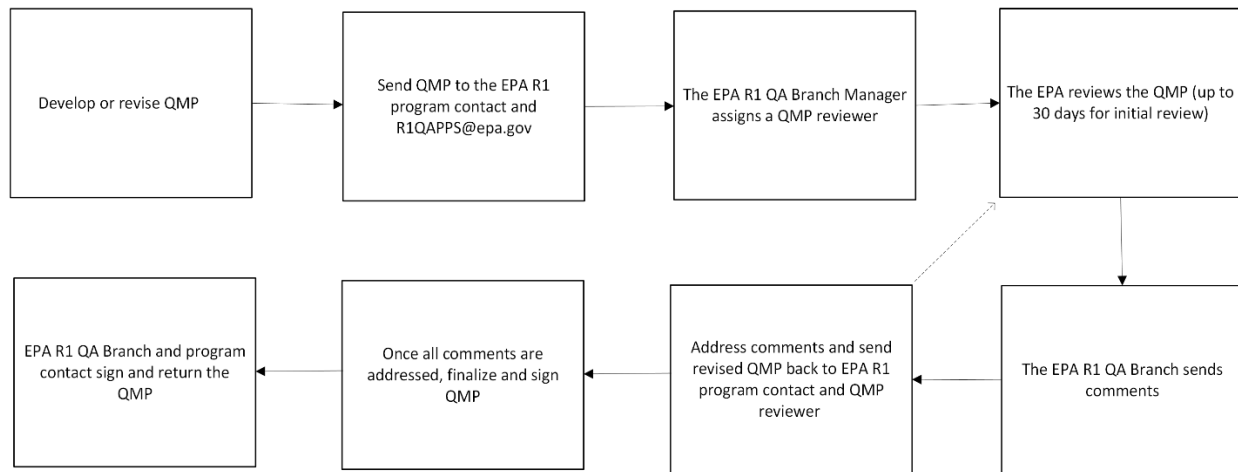 Develop or revise QMP
Send QMP to the EPA R1
program contact and
R1QAPPS@epa.gov
The EPA R1 QA Branch Manager
assigns a QMP reviewer
The EPA reviews the QMP (up to
30 days for initial review)
The EPA R1 QA Branch sends
comments
Address comments and send
revised QMP back to EPA R1
program contact and QMP
reviewer
Once all comments are
addressed, finalize and sign
QMP
EPA R1 QA Branch and program
contact sign and return the
QMP